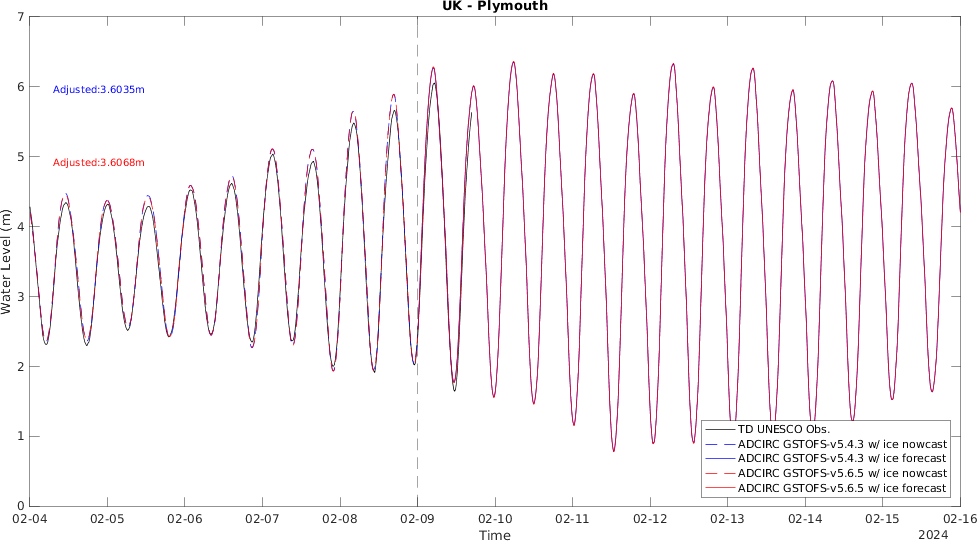 UK - Plymouth
7
6
5
4
3
2
1
0
Water Level (m)
Adjusted:3.6035m
Adjusted:3.6068m
TD UNESCO Obs.
ADCIRC GSTOFS-v5.4.3 w/ ice nowcast
ADCIRC GSTOFS-v5.4.3 w/ ice forecast
ADCIRC GSTOFS-v5.6.5 w/ ice nowcast
ADCIRC GSTOFS-v5.6.5 w/ ice forecast
02-04 02-05 02-06 02-07 02-08 02-09 02-10 02-11 02-12 02-13 02-14 02-15 02-16
Time
2024